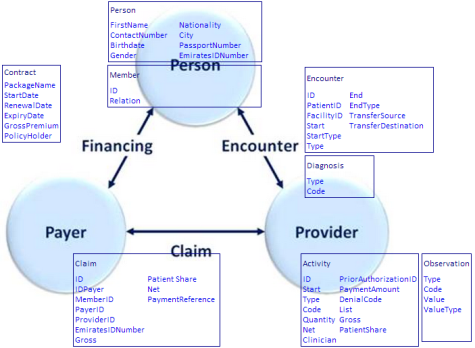 Person
FirstName Nationality
ContactNumber City
Birthdate PassportNumber
Gender EmiratesIDNumber
Person
Member
ID
Relation
Contract
PackageName
StartDate
RenewalDate
ExpiryDate
GrossPremium
PolicyHolder
Encounter
ID End
PatientID EndType
FacilityID TransferSource
Start TransferDestination
StartType
Type
Financing
Encounter
Diagnosis
Type
Code
Payer
Claim
Provider
Claim
ID Patient Share
IDPayer Net
MemberID PaymentReference
PayerID
ProviderID
EmiratesIDNumber
Gross
Activity
ID PriorAuthorizationID
Start PaymentAmount
Type DenialCode
Code List
Quantity Gross
Net PatientShare
Clinician
Observation
Type
Code
Value
ValueType